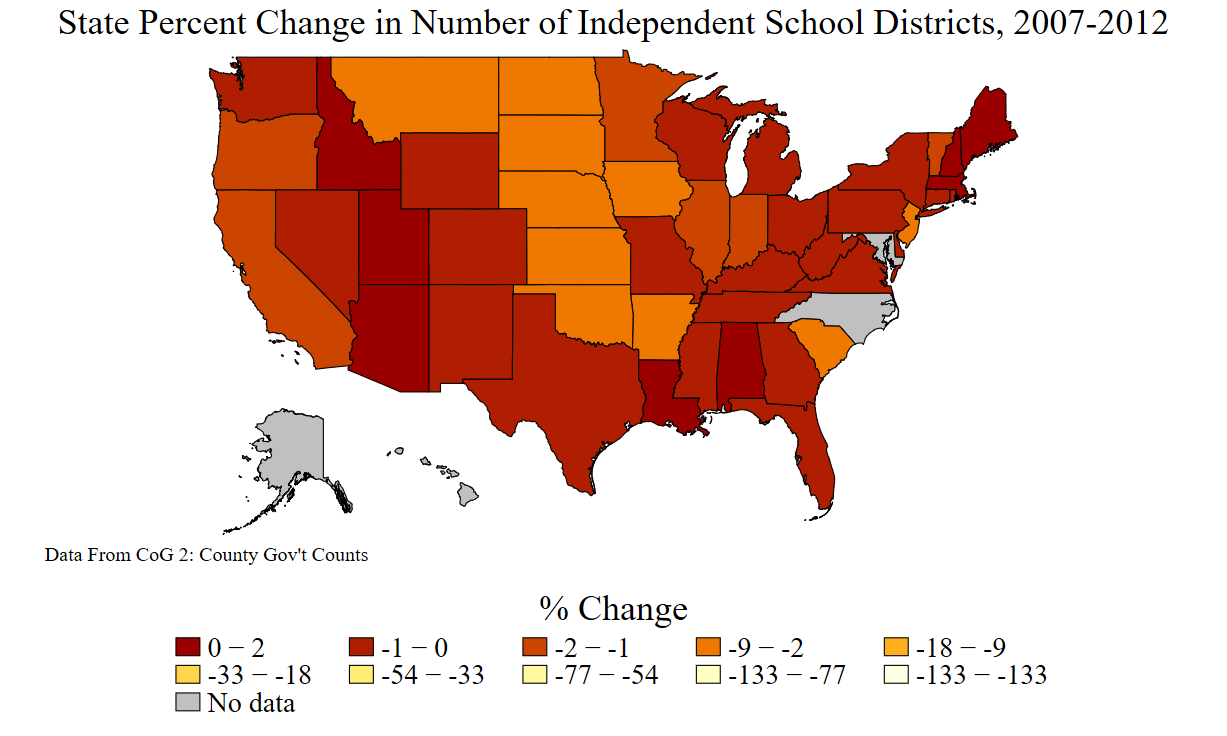 State Percent Change in Number of Independent School Districts, 2007-2012
Data From CoG 2: County Gov't Counts
% Change
0 − 2 -1 − 0 -2 − -1 -9 − -2 -18 − -9
-33 − -18 -54 − -33 -77 − -54 -133 − -77 -133 − -133
No data